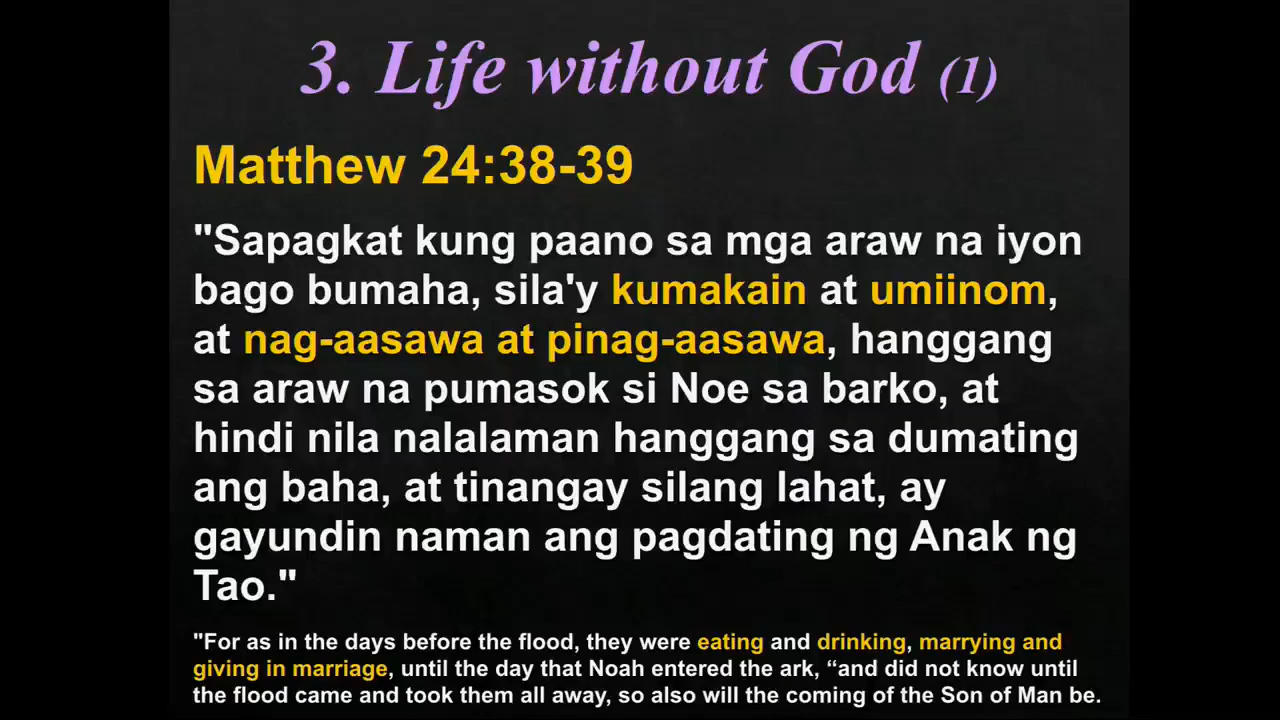 3. Life without God (1)
Matthew 24:38-39
"Sapagkat kung paano sa mga araw na iyon
bago bumaha, sila'y kumakain at umiinom,
at nag-aasawa at pinag-aasawa, hanggang
sa araw na pumasok si Noe sa barko, at
hindi nila nalalaman hanggang sa dumating
ang baha, at tinangay silang lahat, ay
gayundin naman ang pagdating ng Anak ng
Tao."
"For as in the days before the flood, they were eating and drinking, marrying and
giving in marriage, until the day that Noah entered the ark, “and did not know until
the flood came and took them all away, so also will the coming of the Son of Man be.